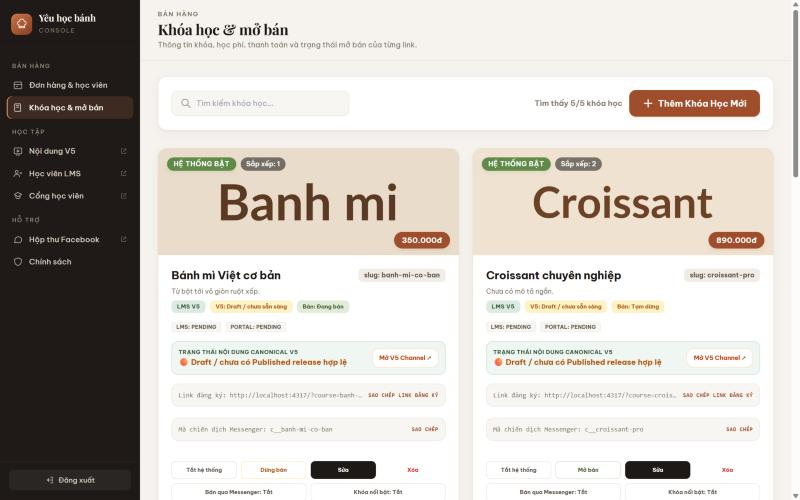 Yêu học bánh
CONSOLE
BÁN HÀNG
Đơn hàng & học viên
Khóa học & mở bán
HỌC TẬP
Nội dung V5
Học viên LMS
Cổng học viên
HỖ TRỢ
Hộp thư Facebook
Chính sách
Đăng xuất
BÁN HÀNG
Khóa học & mở bán
Thông tin khóa, học phí, thanh toán và trạng thái mở bán của từng link.
Tìm kiếm khóa học...
Tìm thấy 5/5 khóa học
Thêm Khóa Học Mới
HỆ THỐNG BẬT
Sắp xếp: 1
Banh mi
350.000đ
Bánh mì Việt cơ bản
slug: banh-mi-co-ban
Từ bột tới vỏ giòn ruột xốp.
LMS V5
V5: Draft / chưa sẵn sàng
Bán: Đang bán
LMS: PENDING
PORTAL: PENDING
TRẠNG THÁI NỘI DUNG CANONICAL V5
Draft / chưa có Published release hợp lệ
Mở V5 Channel ↗
Link đăng ký: http://localhost:4317/?course=banh-…
SAO CHÉP LINK ĐĂNG KÝ
Mã chiến dịch Messenger: c__banh-mi-co-ban
SAO CHÉP
Tắt hệ thống
Dừng bán
Sửa
Xóa
Bán qua Messenger: Tắt
Khóa nổi bật: Tắt
HỆ THỐNG BẬT
Sắp xếp: 2
Croissant
890.000đ
Croissant chuyên nghiệp
slug: croissant-pro
Chưa có mô tả ngắn.
LMS V5
V5: Draft / chưa sẵn sàng
Bán: Tạm dừng
LMS: PENDING
PORTAL: PENDING
TRẠNG THÁI NỘI DUNG CANONICAL V5
Draft / chưa có Published release hợp lệ
Mở V5 Channel ↗
Link đăng ký: http://localhost:4317/?course=crois…
SAO CHÉP LINK ĐĂNG KÝ
Mã chiến dịch Messenger: c__croissant-pro
SAO CHÉP
Tắt hệ thống
Mở bán
Sửa
Xóa
Bán qua Messenger: Tắt
Khóa nổi bật: Tắt